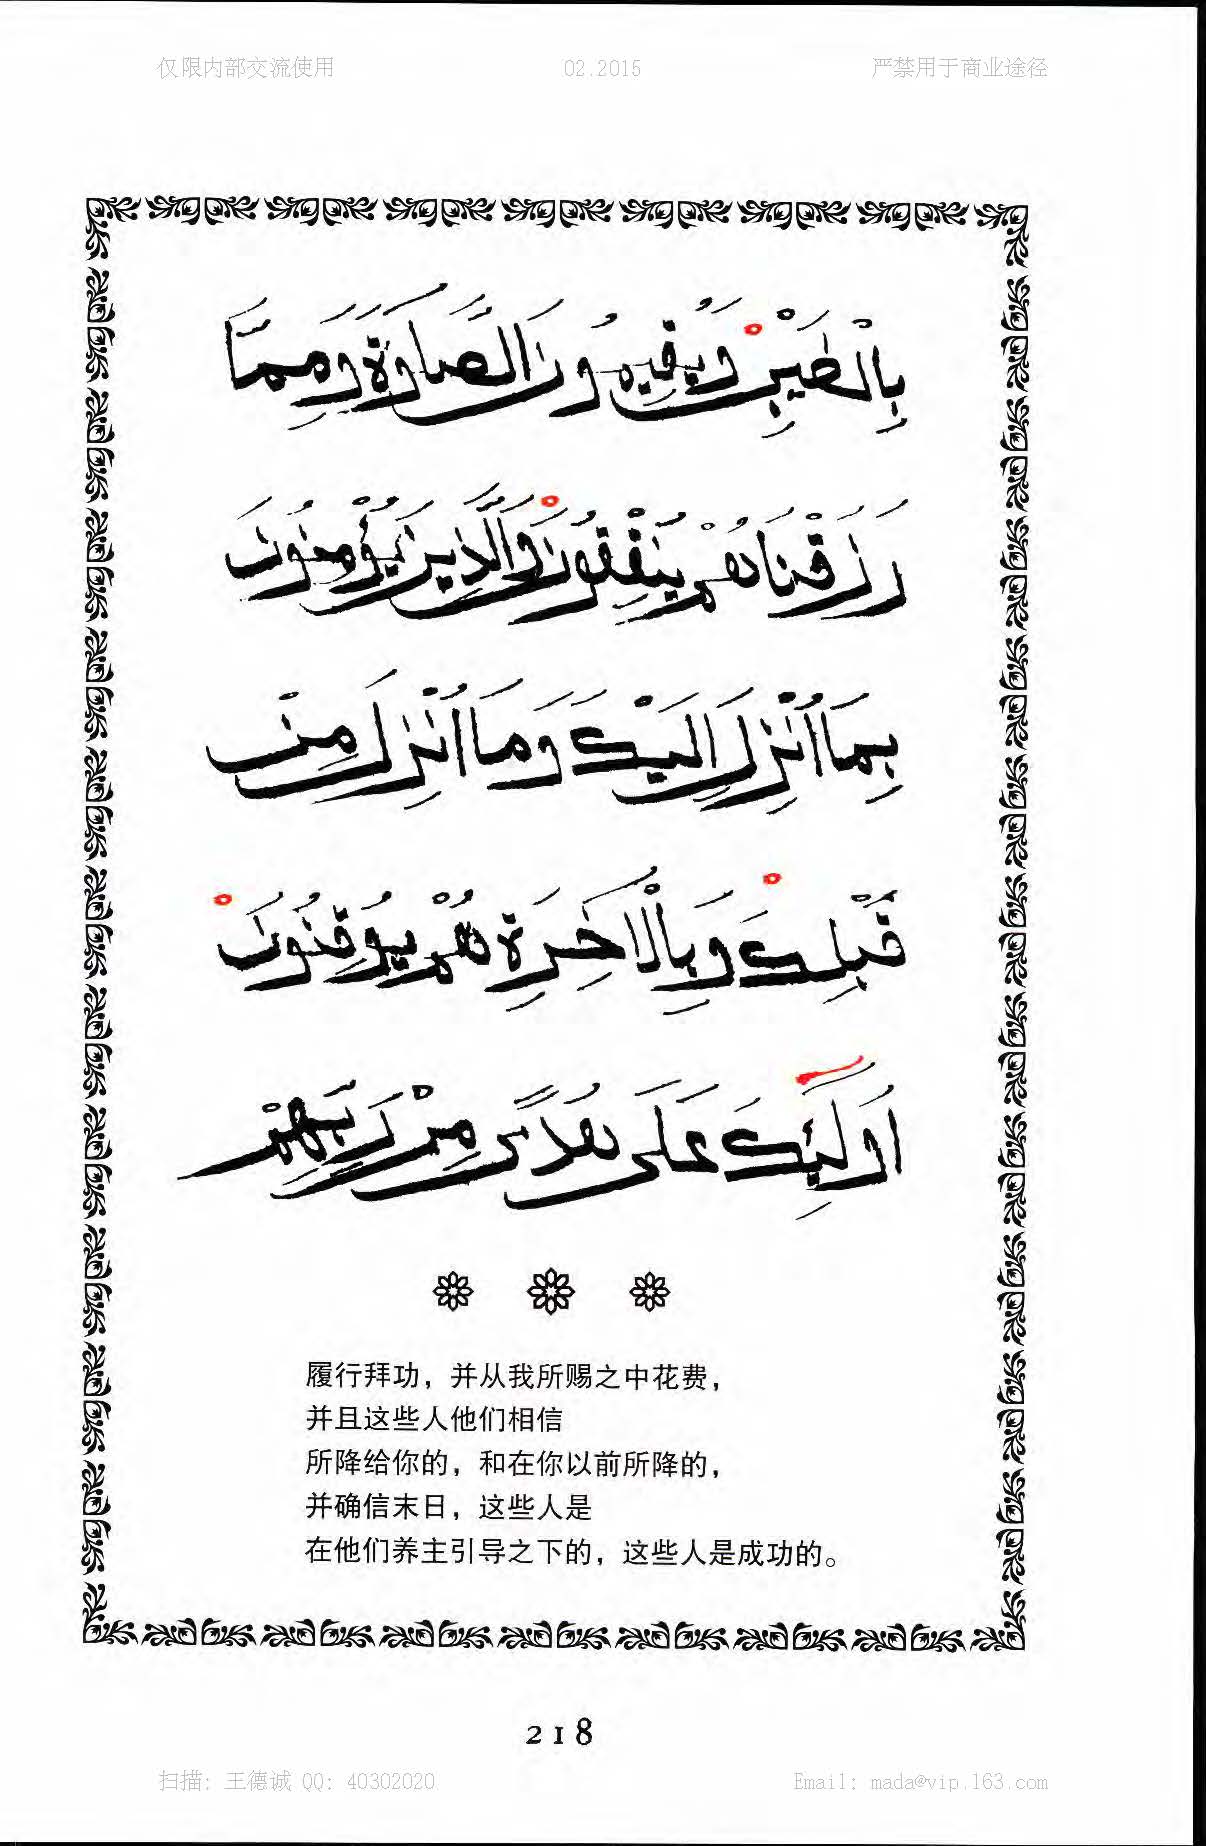 仅限内部交流使用 02.2015 严禁用于商业途径
بِالْغَيْبِ وَيُقِيمُونَ الصَّلَوةَ وَمِمَّا
رَزَقْنَاهُمْ يُنْفِقُونَ وَالَّذِينَ يُؤْمِنُونَ
بِمَا اُنْزِلَ اِلَيْكَ وَمَا اُنْزِلَ مِنْ
قَبْلِكَ وَبِالْاٰخِرَةِ هُمْ يُوقِنُونَ
اُولَئِكَ عَلَى هُدًى مِنْ رَبِّهِمْ
履行拜功，并从我所赐之中花费，
并且这些人他们相信
所降给你的，和在你以前所降的，
并确信末日，这些人是
在他们养主引导之下的，这些人是成功的。
218
扫描: 王德诚 QQ: 40302020 Email: mada@vip.163.com